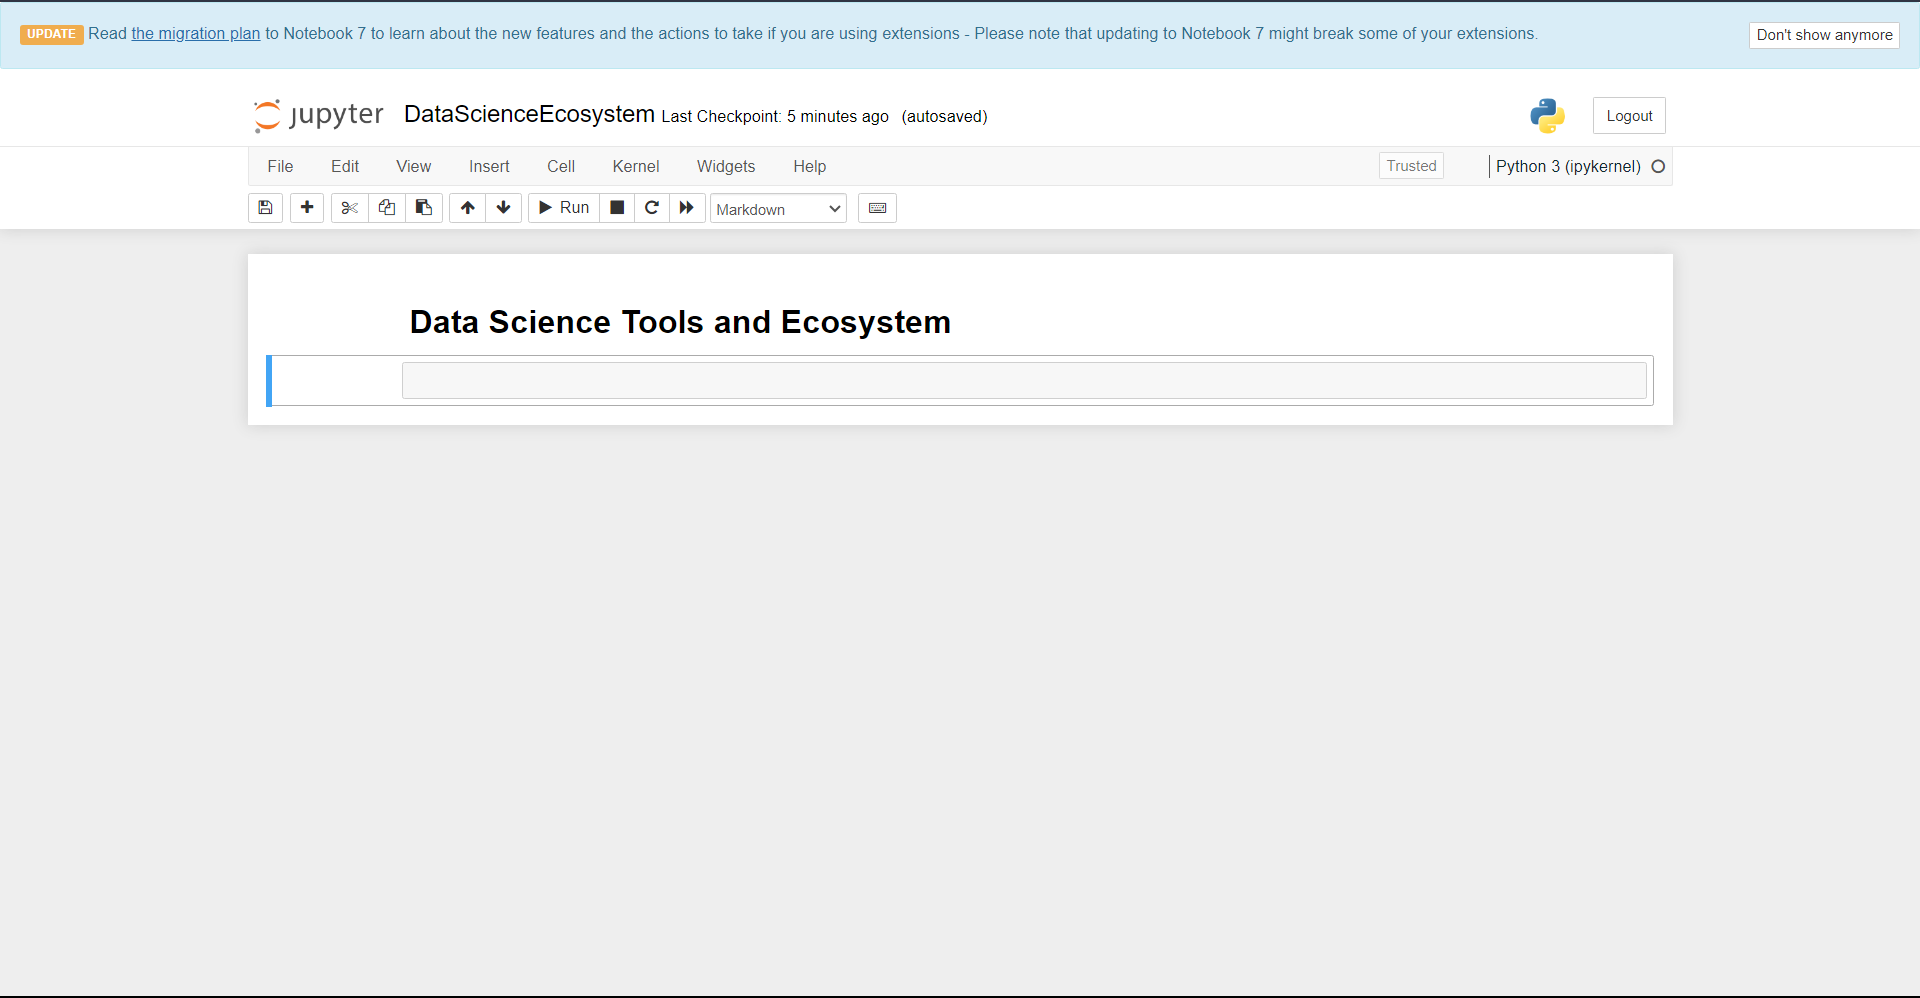 UPDATE Read the migration plan to Notebook 7 to learn about the new features and the actions to take if you are using extensions - Please note that updating to Notebook 7 might break some of your extensions. Don't show anymore
jupyter DataScienceEcosystem Last Checkpoint: 5 minutes ago (autosaved) Logout
File Edit View Insert Cell Kernel Widgets Help Trusted Python 3 (ipykernel)
Run Markdown
Data Science Tools and Ecosystem